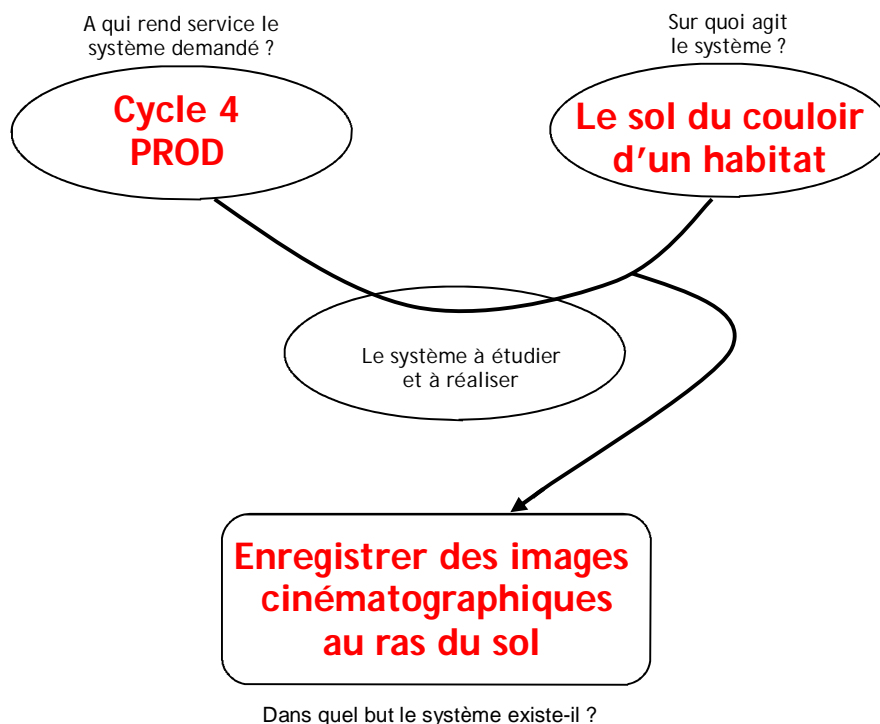 A qui rend service le
système demandé ?
Sur quoi agit
le système ?
Cycle 4
PROD
Le sol du couloir
d'un habitat
Le système à étudier
et à réaliser
Enregistrer des images
cinématographiques
au ras du sol
Dans quel but le système existe-il ?